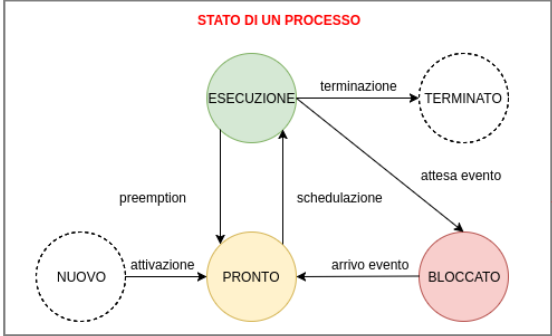 STATO DI UN PROCESSO
terminazione
ESECUZIONE
TERMINATO
attesa evento
preemption
schedulazione
attivazione
arrivo evento
NUOVO
PRONTO
BLOCCATO